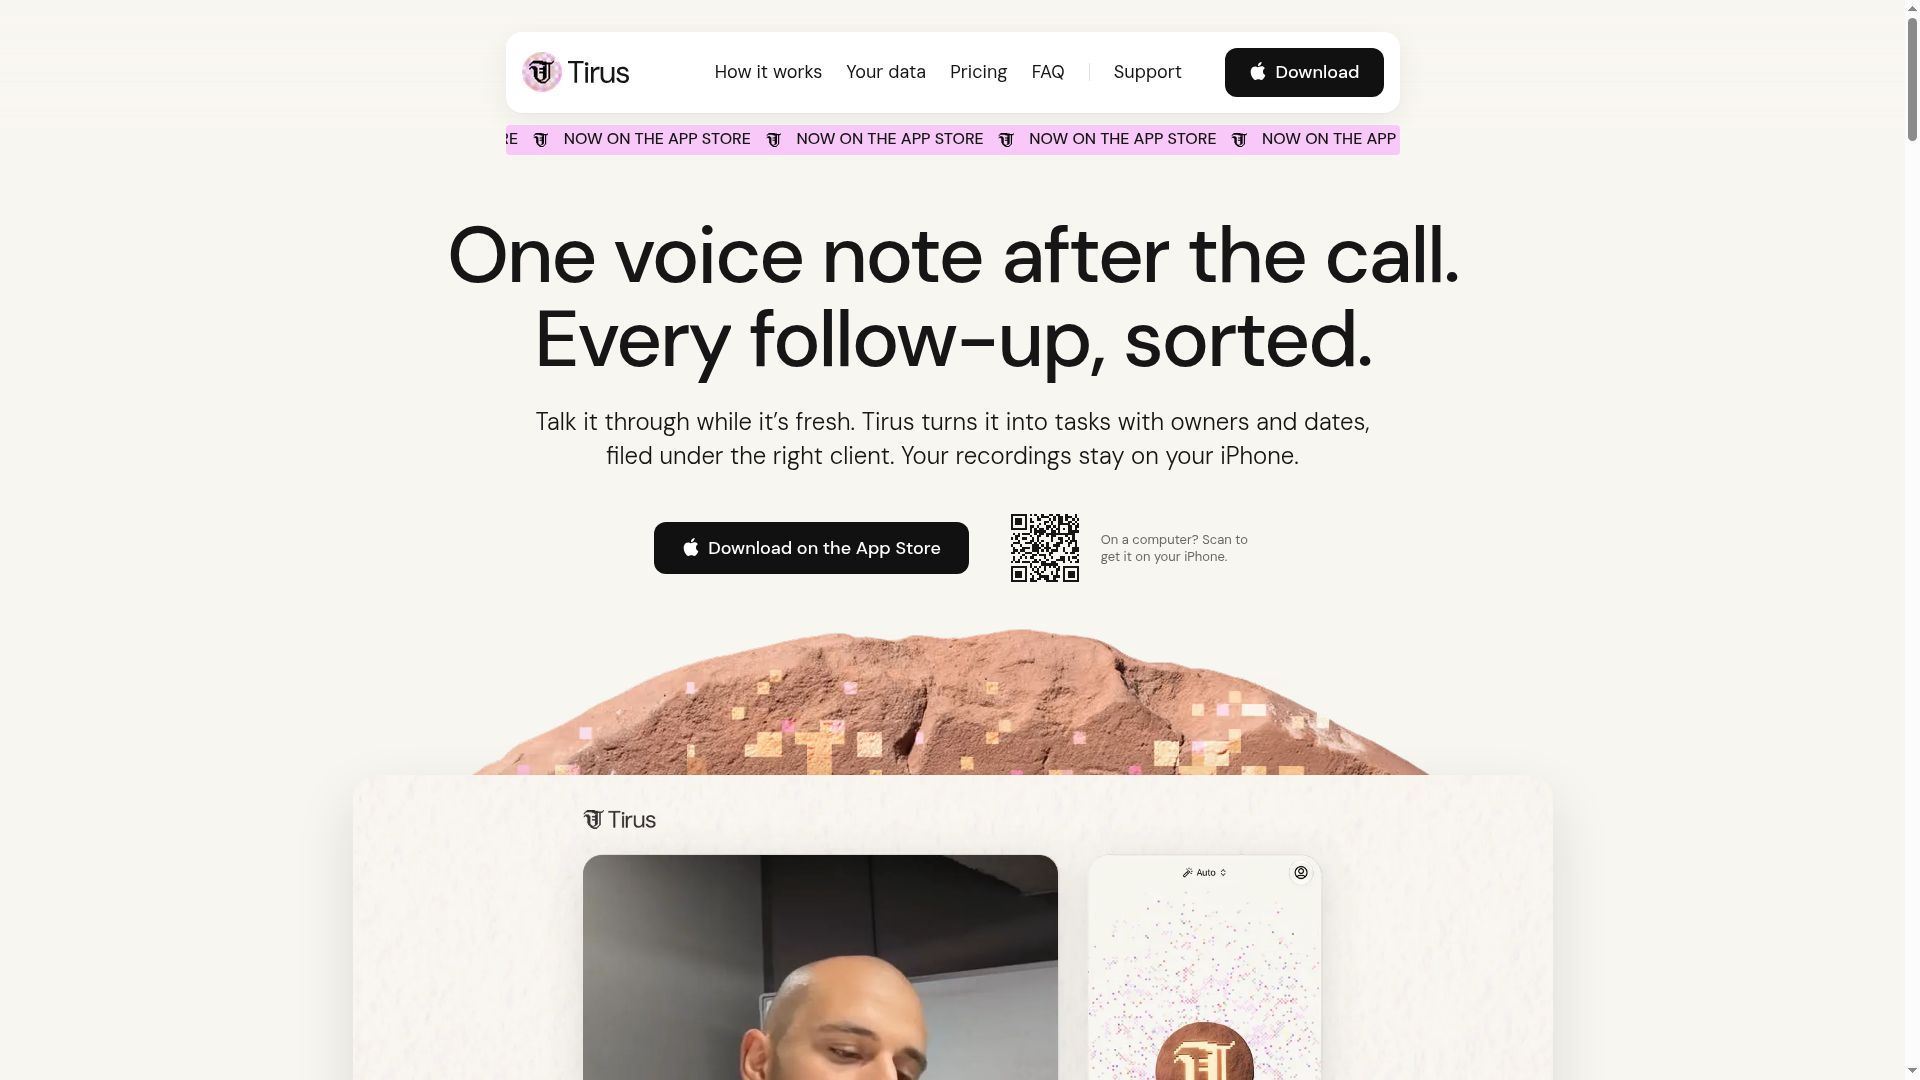 Tirus
How it works
Your data
Pricing
FAQ
Support
Download
RE NOW ON THE APP STORE NOW ON THE APP STORE NOW ON THE APP STORE NOW ON THE APP
One voice note after the call.
Every follow-up, sorted.
Talk it through while it’s fresh. Tirus turns it into tasks with owners and dates,
filed under the right client. Your recordings stay on your iPhone.
Download on the App Store
On a computer? Scan to
get it on your iPhone.
Tirus
Auto